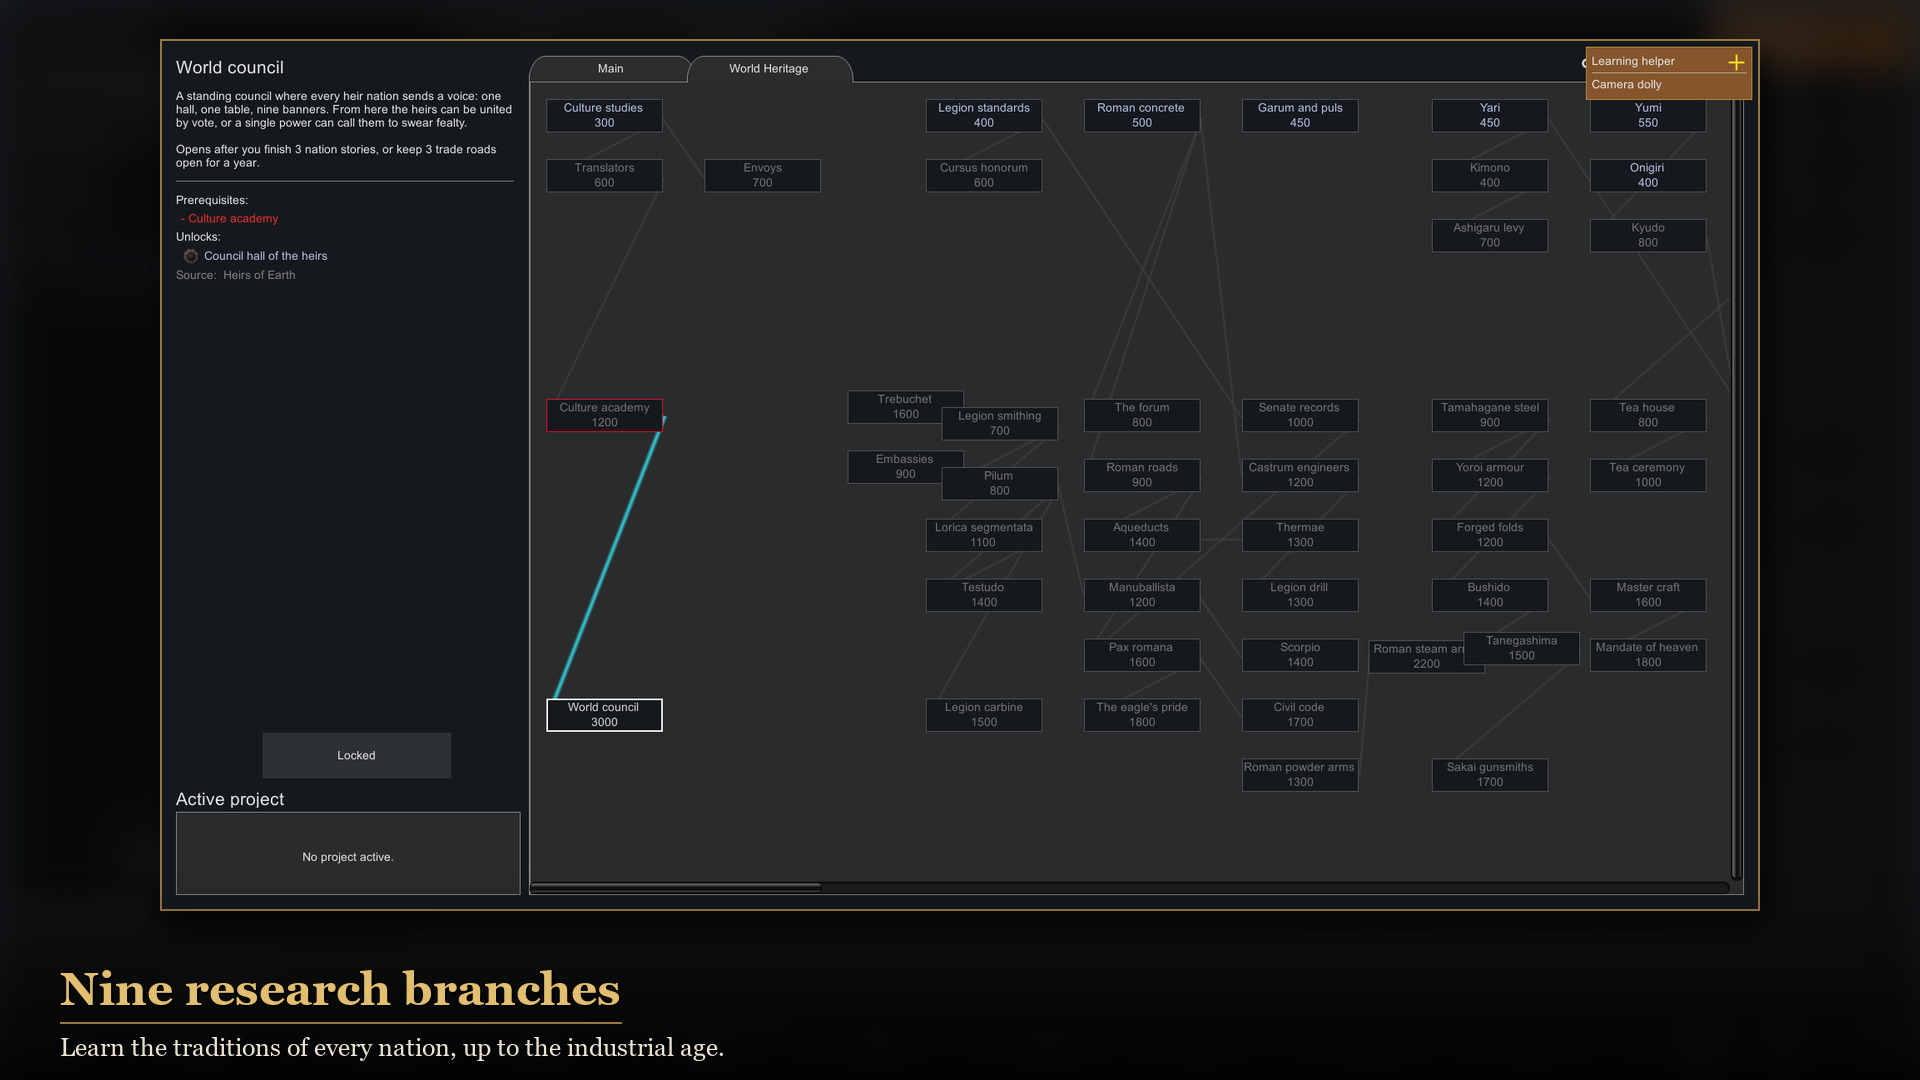 World council
A standing council where every heir nation sends a voice: one
hall, one table, nine banners. From here the heirs can be united
by vote, or a single power can call them to swear fealty.
Opens after you finish 3 nation stories, or keep 3 trade roads
open for a year.
Prerequisites:
- Culture academy
Unlocks:
Council hall of the heirs
Source: Heirs of Earth
Locked
Active project
No project active.
Main
World Heritage
Learning helper
Camera dolly
Culture studies
300
Legion standards
400
Roman concrete
500
Garum and puls
450
Yari
450
Yumi
550
Translators
600
Envoys
700
Cursus honorum
600
Kimono
400
Onigiri
400
Ashigaru levy
700
Kyudo
800
Culture academy
1200
Trebuchet
1600
Legion smithing
700
The forum
800
Senate records
1000
Tamahagane steel
900
Tea house
800
Embassies
900
Pilum
800
Roman roads
900
Castrum engineers
1200
Yoroi armour
1200
Tea ceremony
1000
Lorica segmentata
1100
Aqueducts
1400
Thermae
1300
Forged folds
1200
Testudo
1400
Manuballista
1200
Legion drill
1300
Bushido
1400
Master craft
1600
Pax romana
1600
Scorpio
1400
Roman steam
2200
Tanegashima
1500
Mandate of heaven
1800
World council
3000
Legion carbine
1500
The eagle's pride
1800
Civil code
1700
Roman powder arms
1300
Sakai gunsmiths
1700
Nine research branches
Learn the traditions of every nation, up to the industrial age.